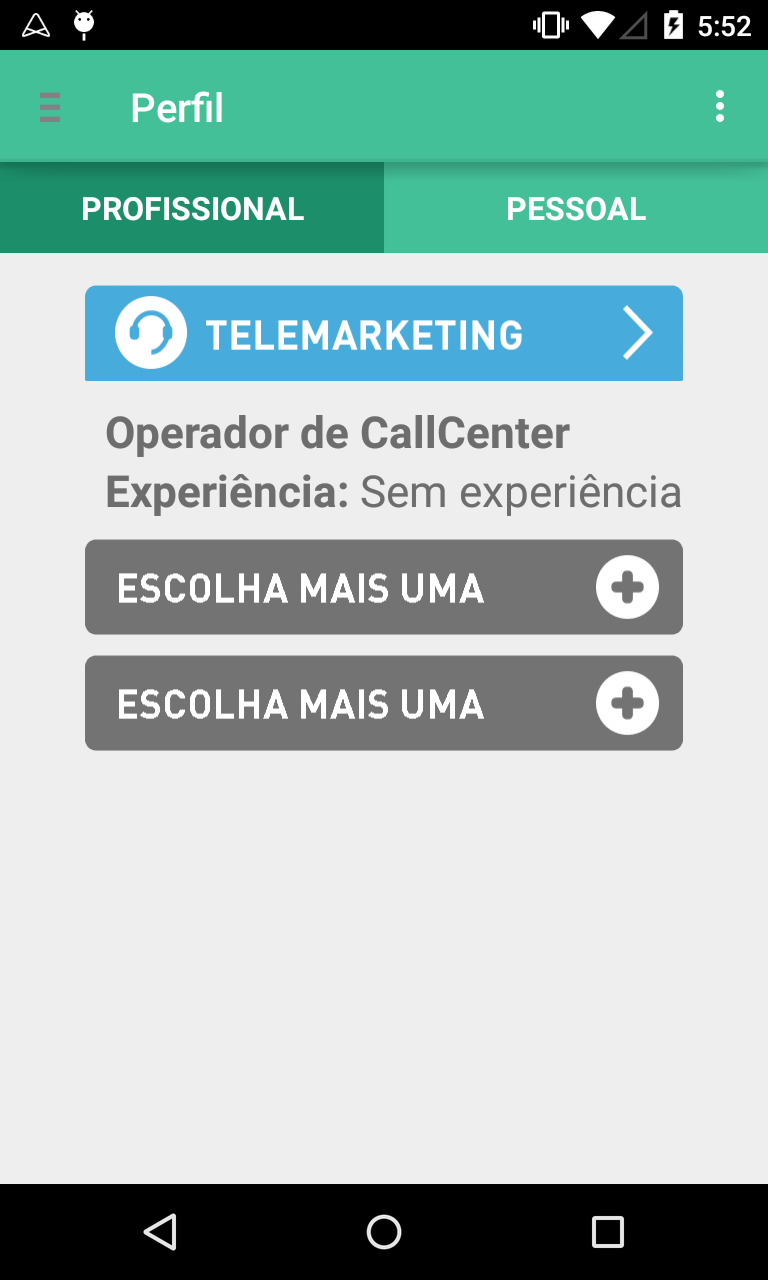 5:52
Perfil
PROFISSIONAL PESSOAL
TELEMARKETING
Operador de CallCenter
Experiência: Sem experiência
ESCOLHA MAIS UMA
ESCOLHA MAIS UMA